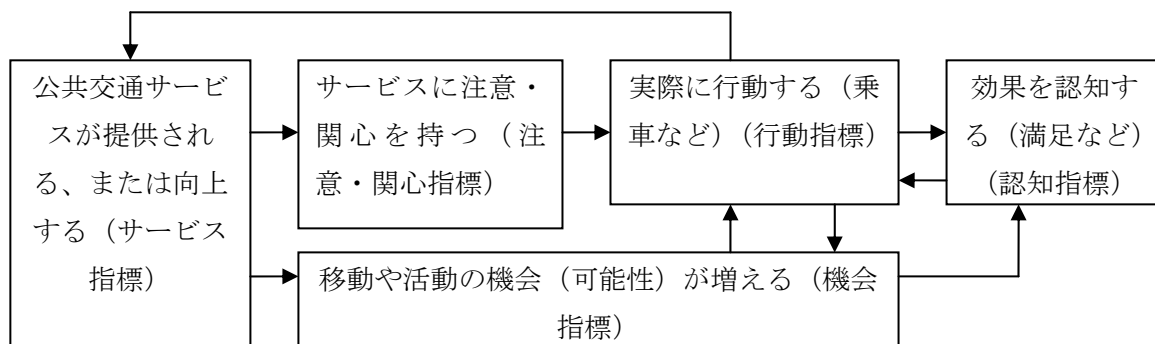 公共交通サービ
スが提供され
る、または向上
する（サービス
指標）
サービスに注意・
関心を持つ（注
意・関心指標）
実際に行動する（乗
車など）（行動指標）
効果を認知す
る（満足など）
（認知指標）
移動や活動の機会（可能性）が増える（機会
指標）